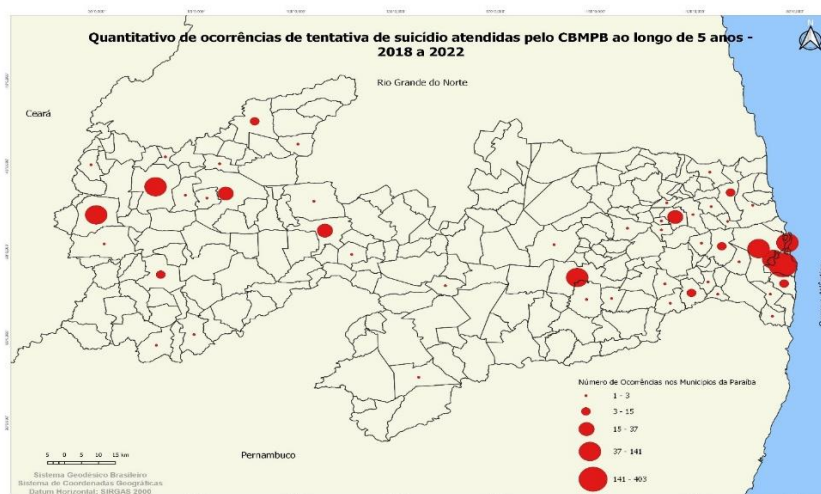 Quantitativo de ocorrências de tentativa de suicídio atendidas pelo CBMPB ao longo de 5 anos -
2018 a 2022
Rio Grande do Norte
Ceará
Número de Ocorrências nos Municípios da Paraíba
1 - 3
3 - 15
15 - 37
37 - 141
141 - 403
Pernambuco
5 0 5 10 15 km
Sistema Geodésico Brasileiro
Sistema de Coordenadas Geográficas
Datum Horizontal: SIRGAS 2000